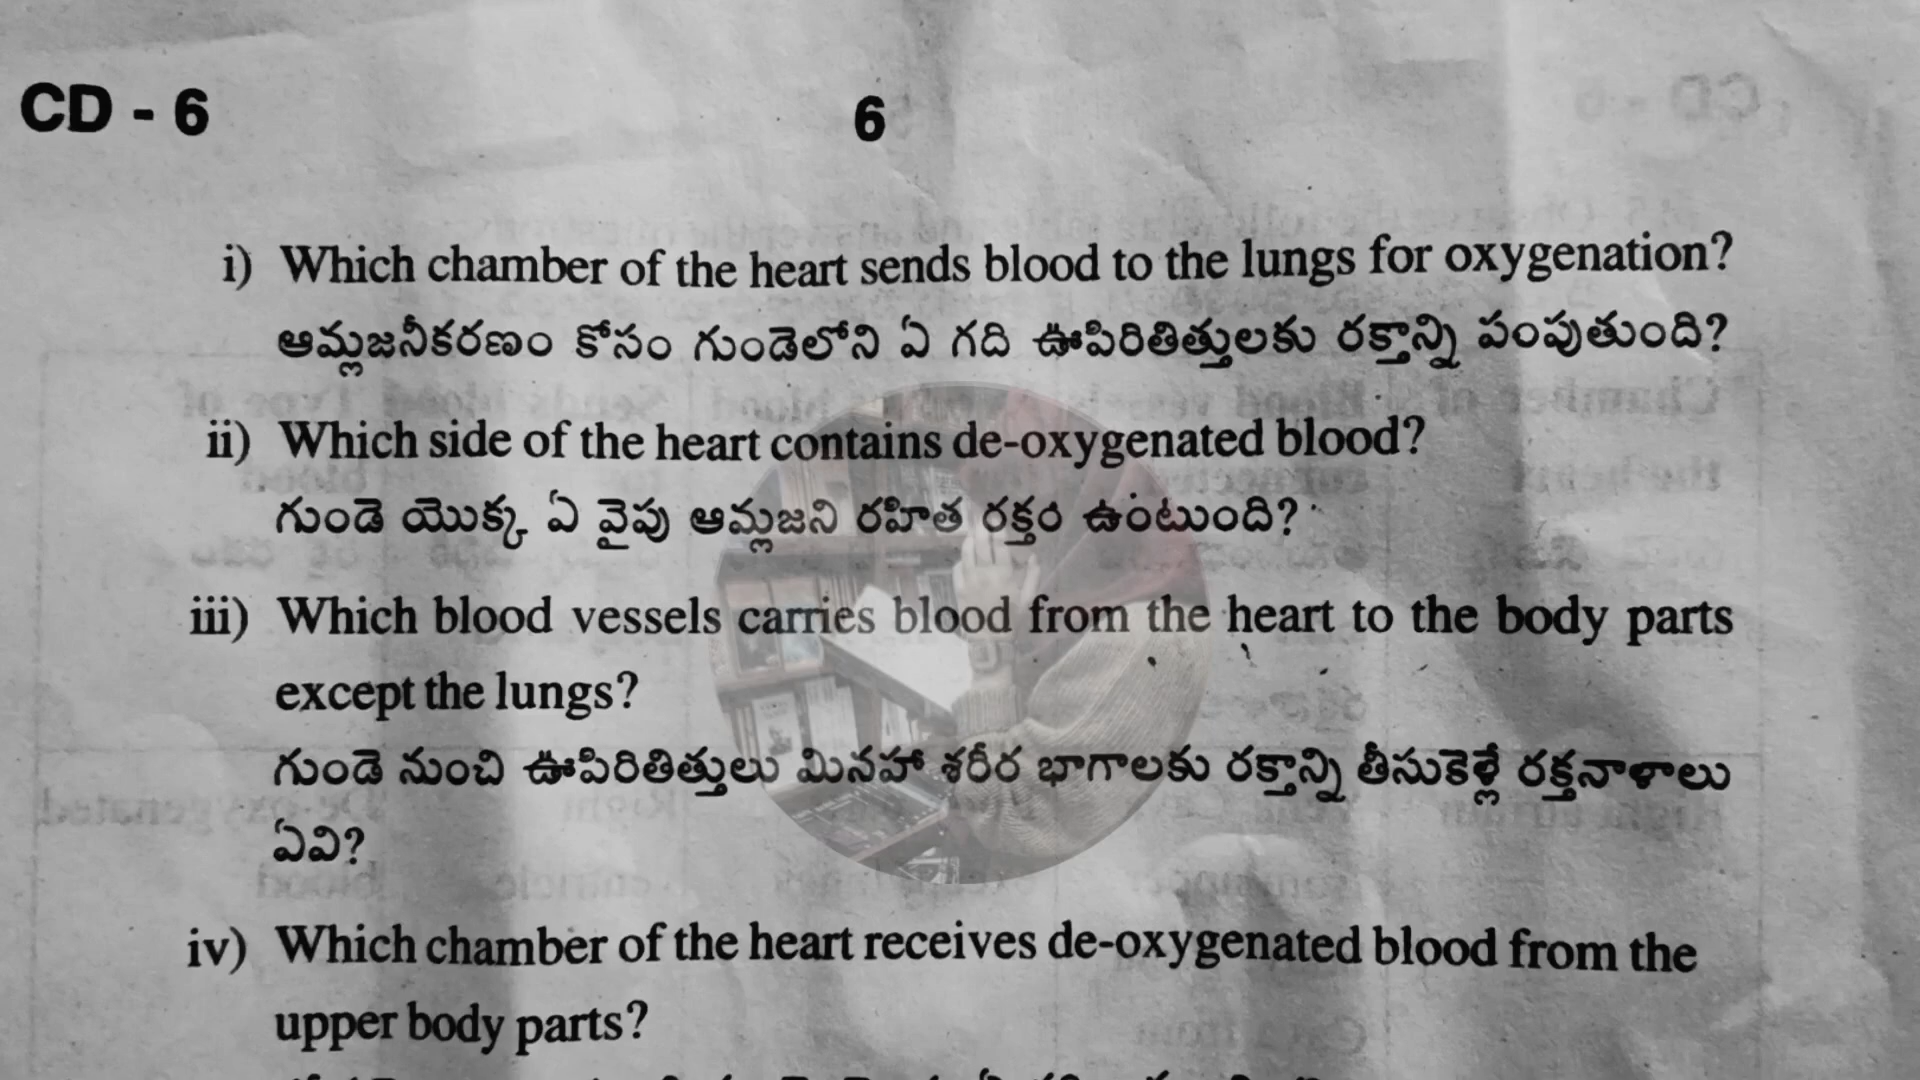 CD - 6
6
i) Which chamber of the heart sends blood to the lungs for oxygenation?
ఆమ్లజనీకరణం కోసం గుండెలోని ఏ గది ఊపిరితిత్తులకు రక్తాన్ని పంపుతుంది?
ii) Which side of the heart contains de-oxygenated blood?
గుండె యొక్క ఏ వైపు ఆమ్లజని రహిత రక్తం ఉంటుంది?
iii) Which blood vessels carries blood from the heart to the body parts
except the lungs?
గుండె నుంచి ఊపిరితిత్తులు మినహా శరీర భాగాలకు రక్తాన్ని తీసుకెళ్లే రక్తనాళాలు
ఏవి?
iv) Which chamber of the heart receives de-oxygenated blood from the
upper body parts?